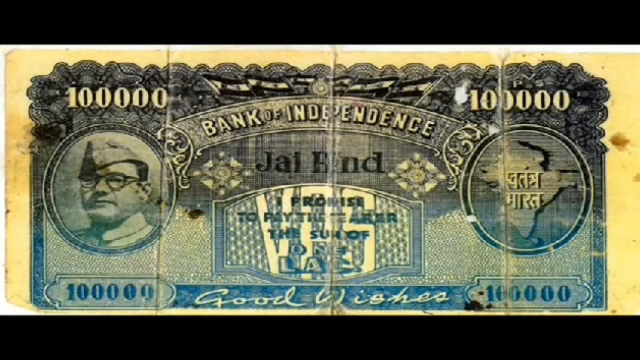 100000 100000
BANK OF INDEPENDENCE
Jai Hind
स्वतंत्र
भारत
I PROMISE
TO PAY THE BEARER
THE SUM OF
ONE
LAC
100000 Good Wishes 100000